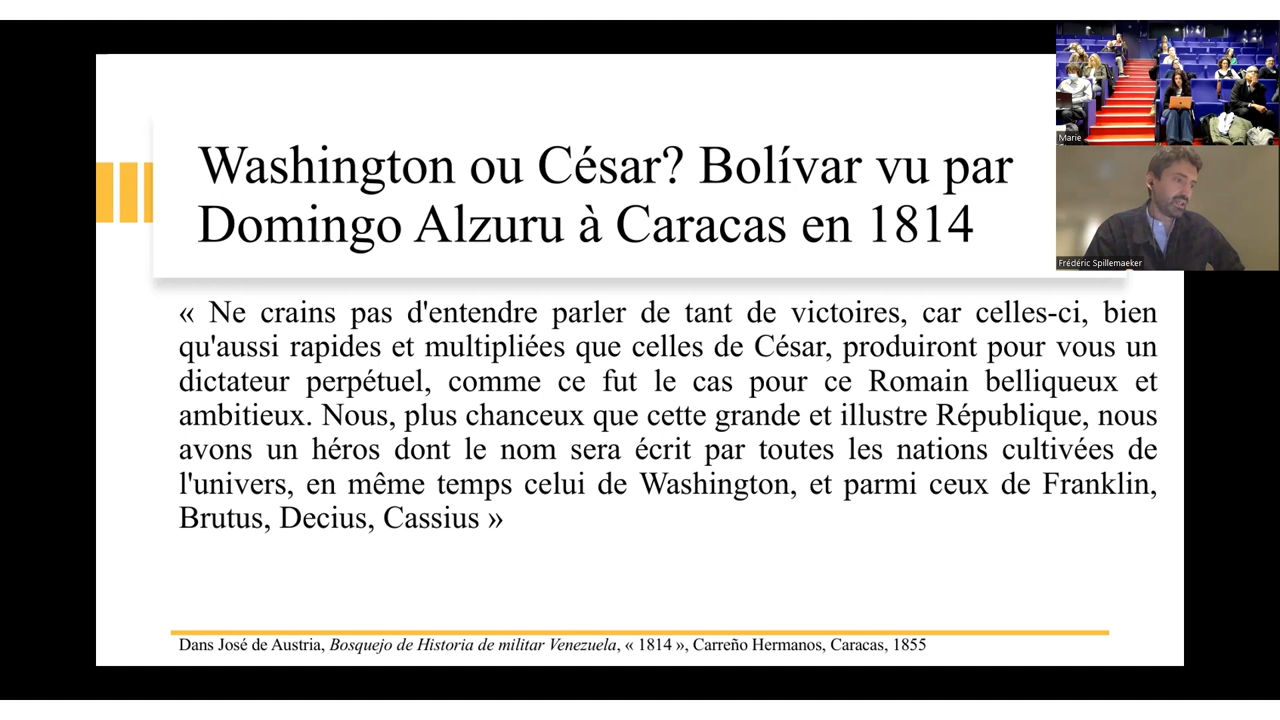 Washington ou César? Bolívar vu par
Domingo Alzuru à Caracas en 1814
« Ne crains pas d'entendre parler de tant de victoires, car celles-ci, bien
qu'aussi rapides et multipliées que celles de César, produiront pour vous un
dictateur perpétuel, comme ce fut le cas pour ce Romain belliqueux et
ambitieux. Nous, plus chanceux que cette grande et illustre République, nous
avons un héros dont le nom sera écrit par toutes les nations cultivées de
l'univers, en même temps celui de Washington, et parmi ceux de Franklin,
Brutus, Decius, Cassius »
Dans José de Austria, Bosquejo de Historia de militar Venezuela, « 1814 », Carreño Hermanos, Caracas, 1855
Marie
Frédéric Spillemaeker